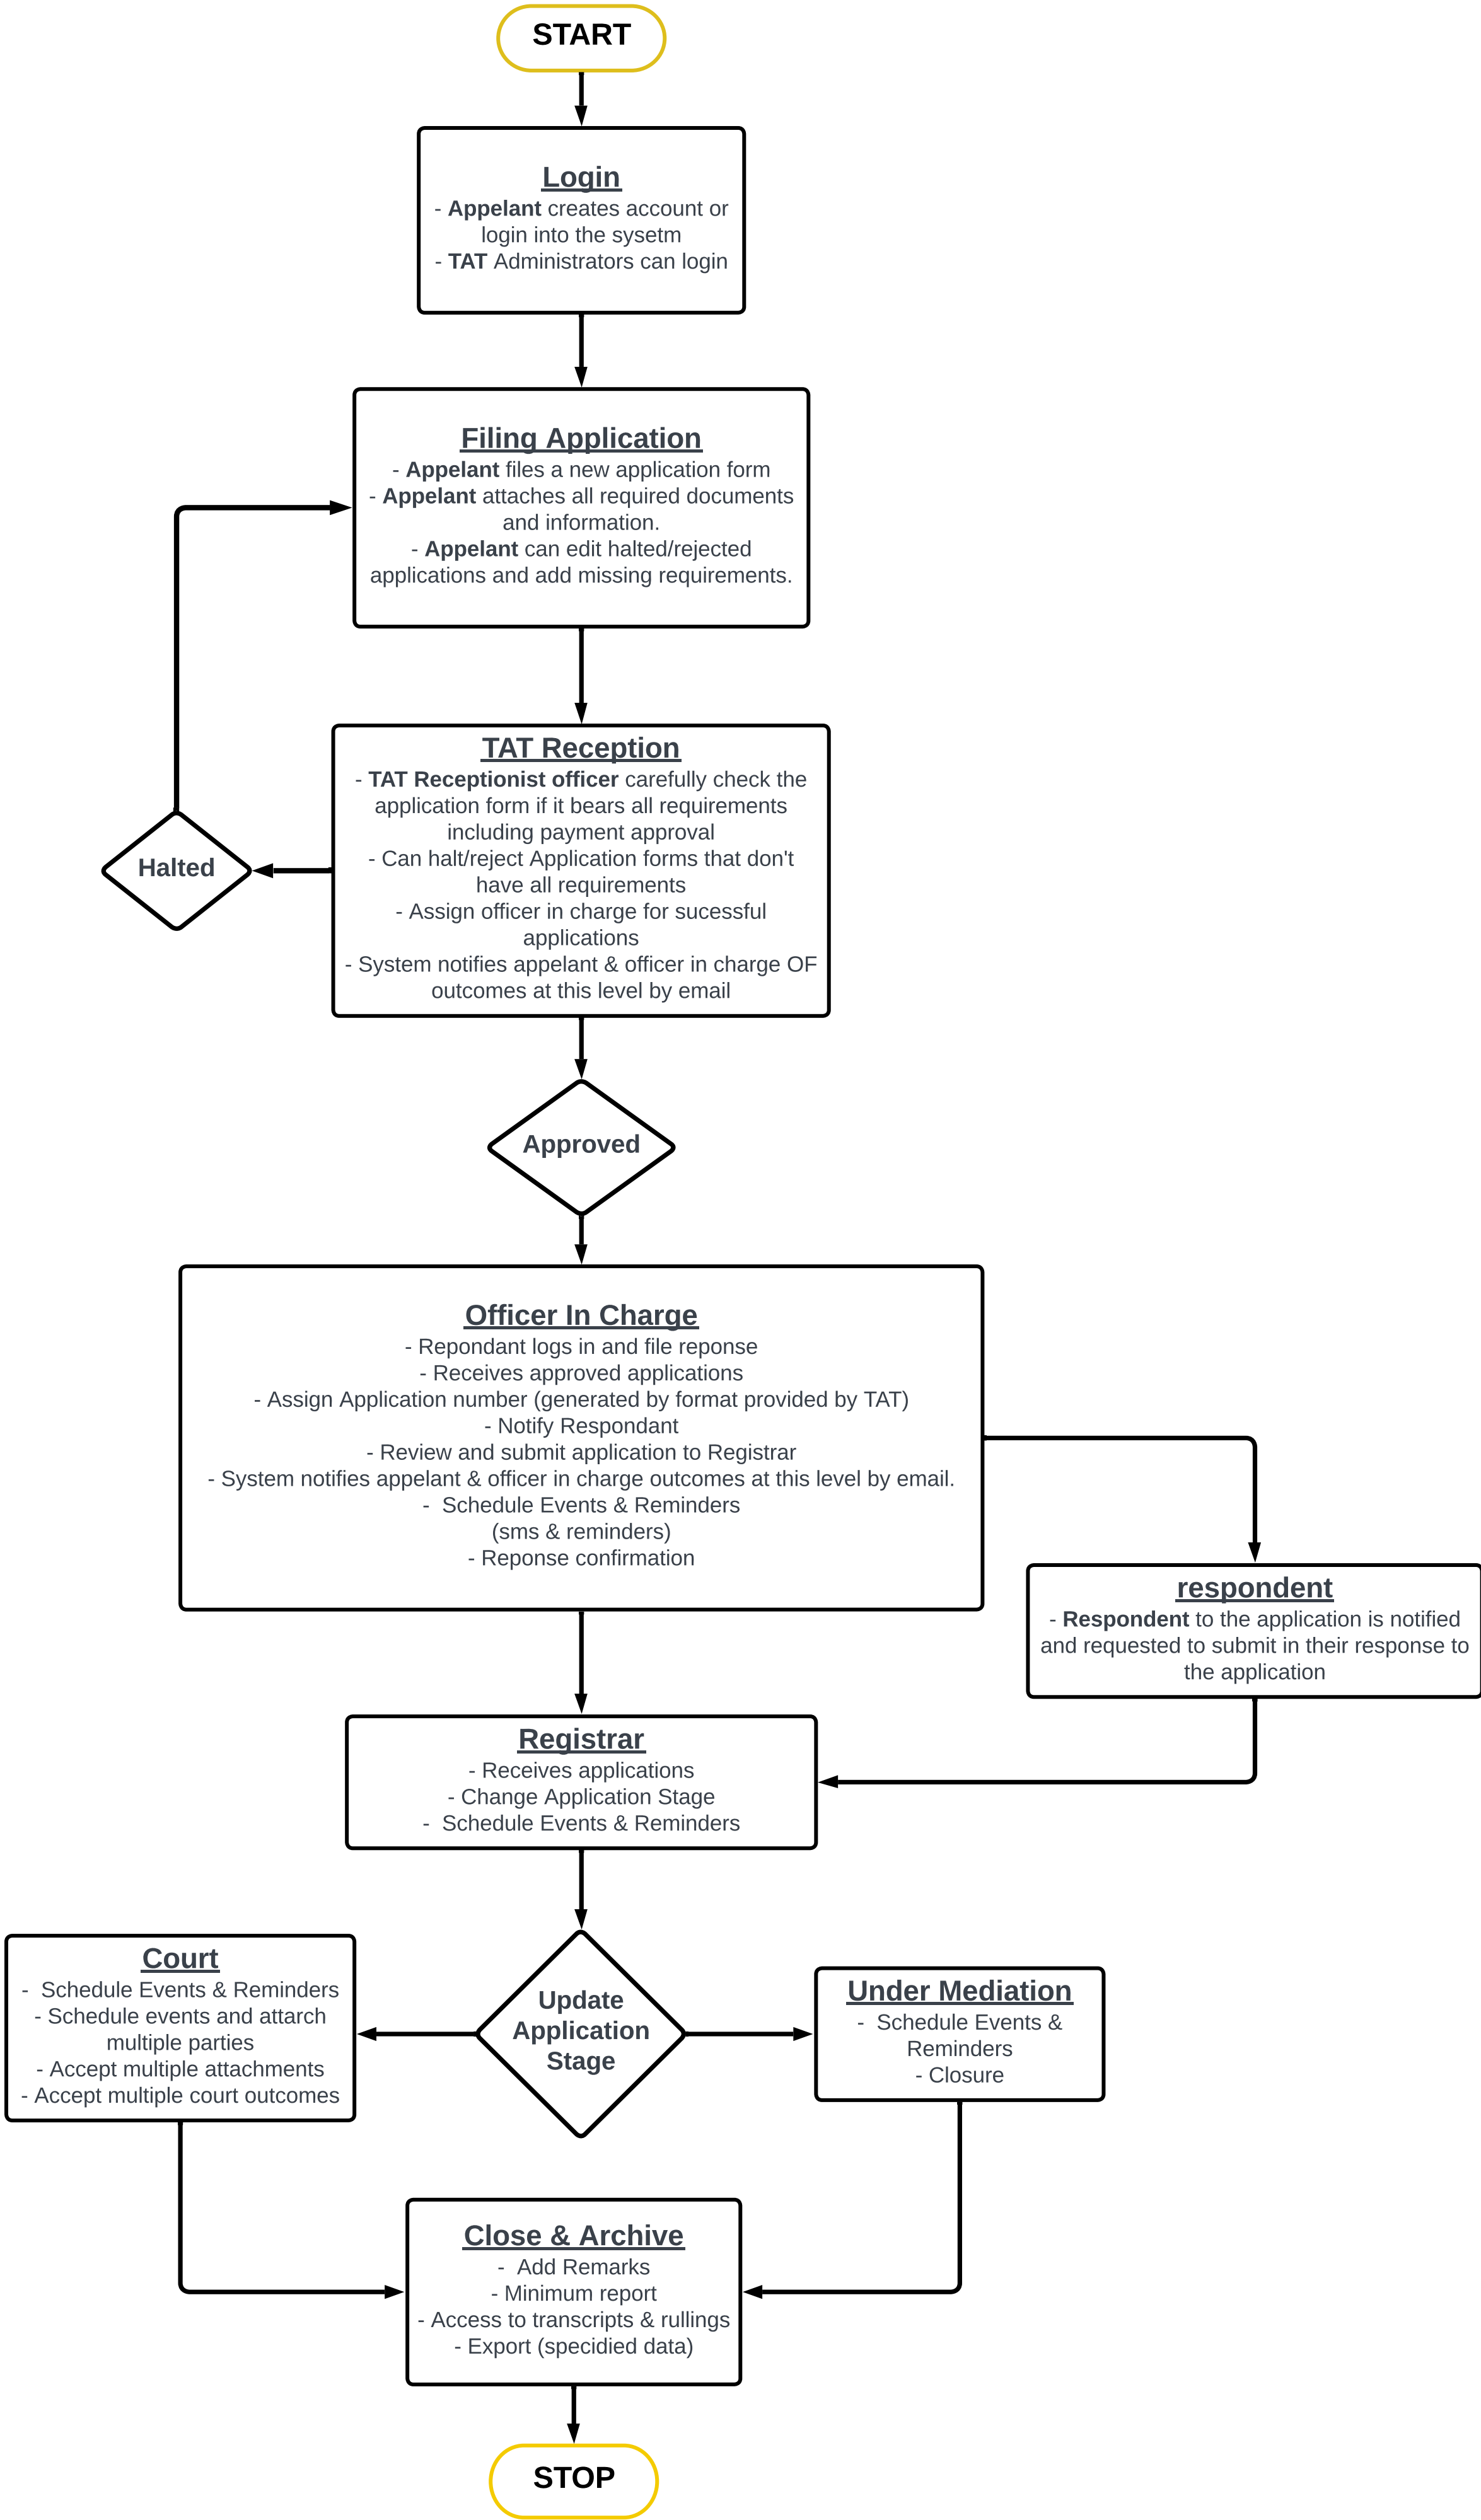 START
Login
- Appelant creates account or
login into the sysetm
- TAT Administrators can login
Filing Application
- Appelant files a new application form
- Appelant attaches all required documents
and information.
- Appelant can edit halted/rejected
applications and add missing requirements.
TAT Reception
- TAT Receptionist officer carefully check the
application form if it bears all requirements
including payment approval
- Can halt/reject Application forms that don't
have all requirements
- Assign officer in charge for sucessful
applications
- System notifies appelant & officer in charge OF
outcomes at this level by email
Halted
Approved
Officer In Charge
- Repondant logs in and file reponse
- Receives approved applications
- Assign Application number (generated by format provided by TAT)
- Notify Respondant
- Review and submit application to Registrar
- System notifies appelant & officer in charge outcomes at this level by email.
- Schedule Events & Reminders
(sms & reminders)
- Reponse confirmation
respondent
- Respondent to the application is notified
and requested to submit in their response to
the application
Registrar
- Receives applications
- Change Application Stage
- Schedule Events & Reminders
Court
- Schedule Events & Reminders
- Schedule events and attarch
multiple parties
- Accept multiple attachments
- Accept multiple court outcomes
Update
Application
Stage
Under Mediation
- Schedule Events &
Reminders
- Closure
Close & Archive
- Add Remarks
- Minimum report
- Access to transcripts & rullings
- Export (specidied data)
STOP